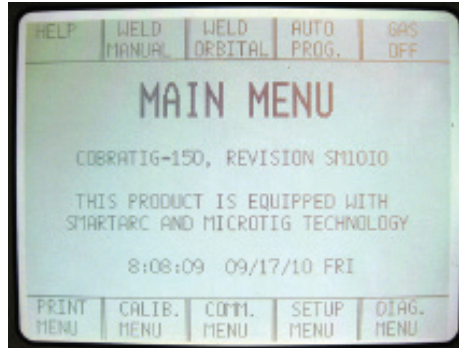 HELP WELD MANUAL WELD ORBITAL AUTO PROG. GAS OFF
MAIN MENU
COBRATIG-150, REVISION SM1010
THIS PRODUCT IS EQUIPPED WITH
SMARTARC AND MICROTIG TECHNOLOGY
8:08:09 09/17/10 FRI
PRINT MENU CALIB. MENU COMM. MENU SETUP MENU DIAG. MENU